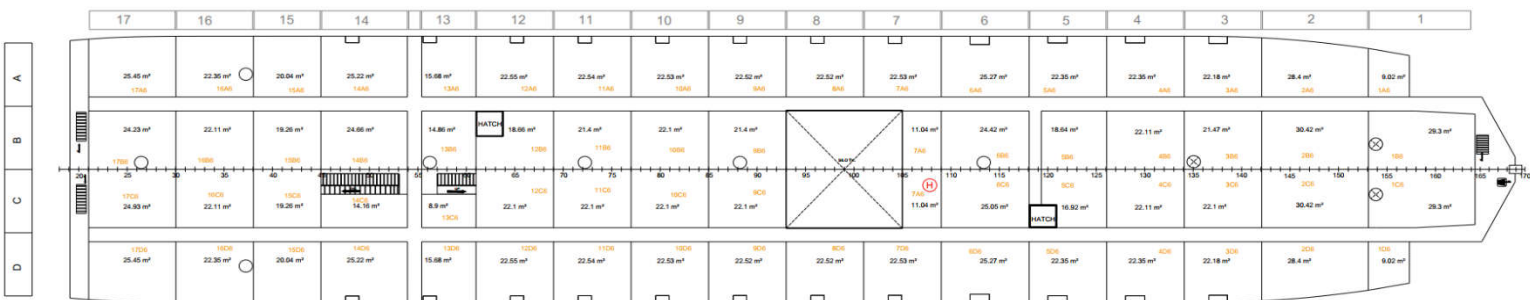 17 16 15 14 13 12 11 10 9 8 7 6 5 4 3 2 1
A
25.45 m² 22.35 m² 20.04 m² 25.22 m² 15.68 m² 22.55 m² 22.54 m² 22.53 m² 22.52 m² 22.52 m² 22.53 m² 25.27 m² 22.35 m² 22.35 m² 22.18 m² 28.4 m² 9.02 m²
17A6 16A6 15A6 14A6 13A6 12A6 11A6 10A6 9A6 8A6 7A6 6A6 5A6 4A6 3A6 2A6 1A6
B
HATCH
24.23 m² 22.11 m² 19.26 m² 24.66 m² 14.86 m² 18.66 m² 21.4 m² 22.1 m² 21.4 m² 11.04 m² 24.42 m² 18.64 m² 22.11 m² 21.47 m² 30.42 m² 29.3 m²
17B6 16B6 15B6 14B6 13B6 12B6 11B6 10B6 9B6 7A6 6B6 5B6 4B6 3B6 2B6 1B6
20 25 30 35 40 45 50 55 60 65 70 75 80 85 90 95 100 105 110 115 120 125 130 135 140 145 150 155 160 165 170
C
17C6 16C6 15C6 14C6 13C6 12C6 11C6 10C6 9C6 7A6 6C6 5C6 4C6 3C6 2C6 1C6
H
24.93 m² 22.11 m² 19.26 m² 14.16 m² 8.9 m² 22.1 m² 22.1 m² 22.1 m² 22.1 m² 11.04 m² 25.05 m² 16.92 m² 22.11 m² 22.1 m² 30.42 m² 29.3 m²
HATCH
D
17D6 16D6 15D6 14D6 13D6 12D6 11D6 10D6 9D6 8D6 7D6 6D6 5D6 4D6 3D6 2D6 1D6
25.45 m² 22.35 m² 20.04 m² 25.22 m² 15.68 m² 22.55 m² 22.54 m² 22.53 m² 22.52 m² 22.52 m² 22.53 m² 25.27 m² 22.35 m² 22.35 m² 22.18 m² 28.4 m² 9.02 m²